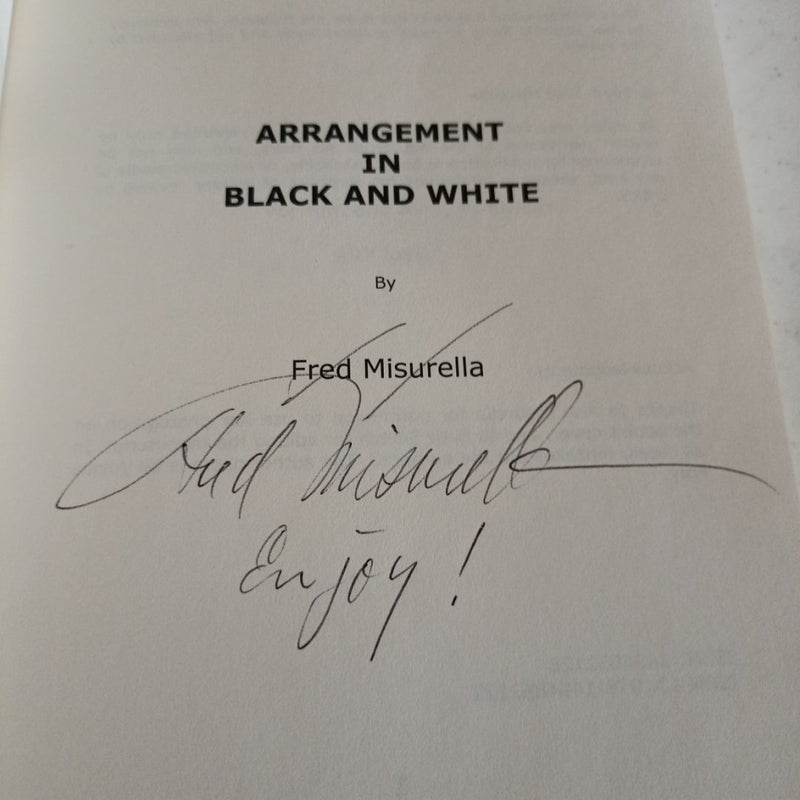 ARRANGEMENT
IN
BLACK AND WHITE
By
Fred Misurella
Fred Misurella
Enjoy!